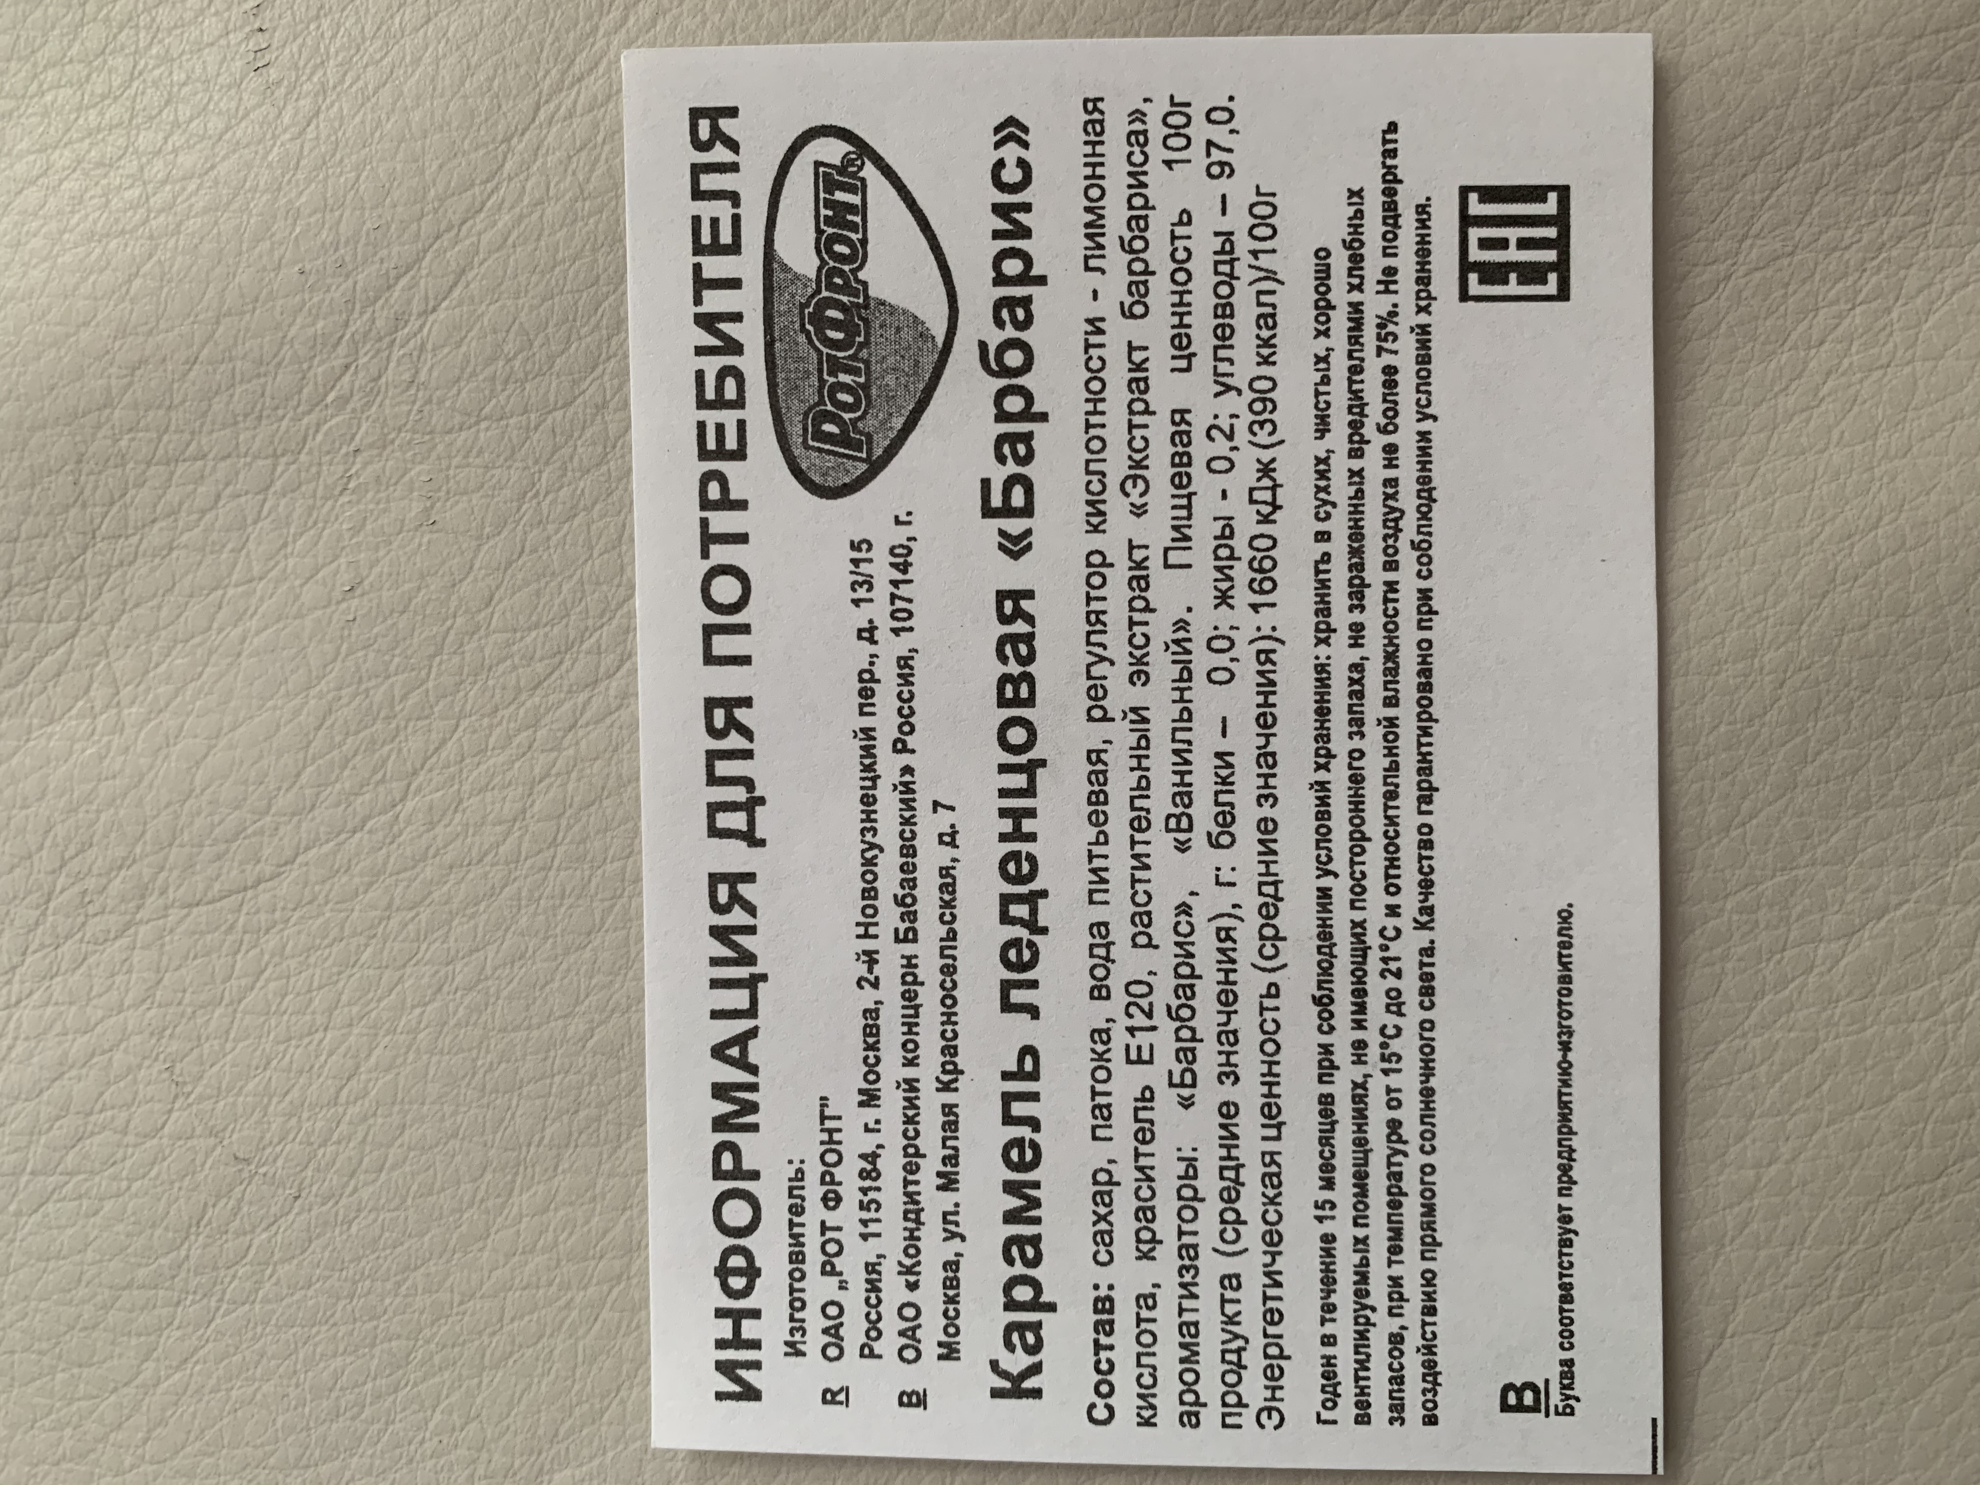 ИНФОРМАЦИЯ ДЛЯ ПОТРЕБИТЕЛЯ
Изготовитель:
R ОАО „РОТ ФРОНТ"
Россия, 115184, г. Москва, 2-й Новокузнецкий пер., д. 13/15
B ОАО «Кондитерский концерн Бабаевский» Россия, 107140, г.
Москва, ул. Малая Красносельская, д. 7
РотФронт®
Карамель леденцовая «Барбарис»
Состав: сахар, патока, вода питьевая, регулятор кислотности - лимонная
кислота, краситель Е120, растительный экстракт «Экстракт барбариса»,
ароматизаторы: «Барбарис», «Ванильный». Пищевая ценность 100г
продукта (средние значения), г: белки – 0,0; жиры - 0,2; углеводы – 97,0.
Энергетическая ценность (средние значения): 1660 кДж (390 ккал)/100г
Годен в течение 15 месяцев при соблюдении условий хранения: хранить в сухих, чистых, хорошо
вентилируемых помещениях, не имеющих постороннего запаха, не зараженных вредителями хлебных
запасов, при температуре от 15°С до 21°С и относительной влажности воздуха не более 75%. Не подвергать
воздействию прямого солнечного света. Качество гарантировано при соблюдении условий хранения.
EAC
B
Буква соответствует предприятию-изготовителю.